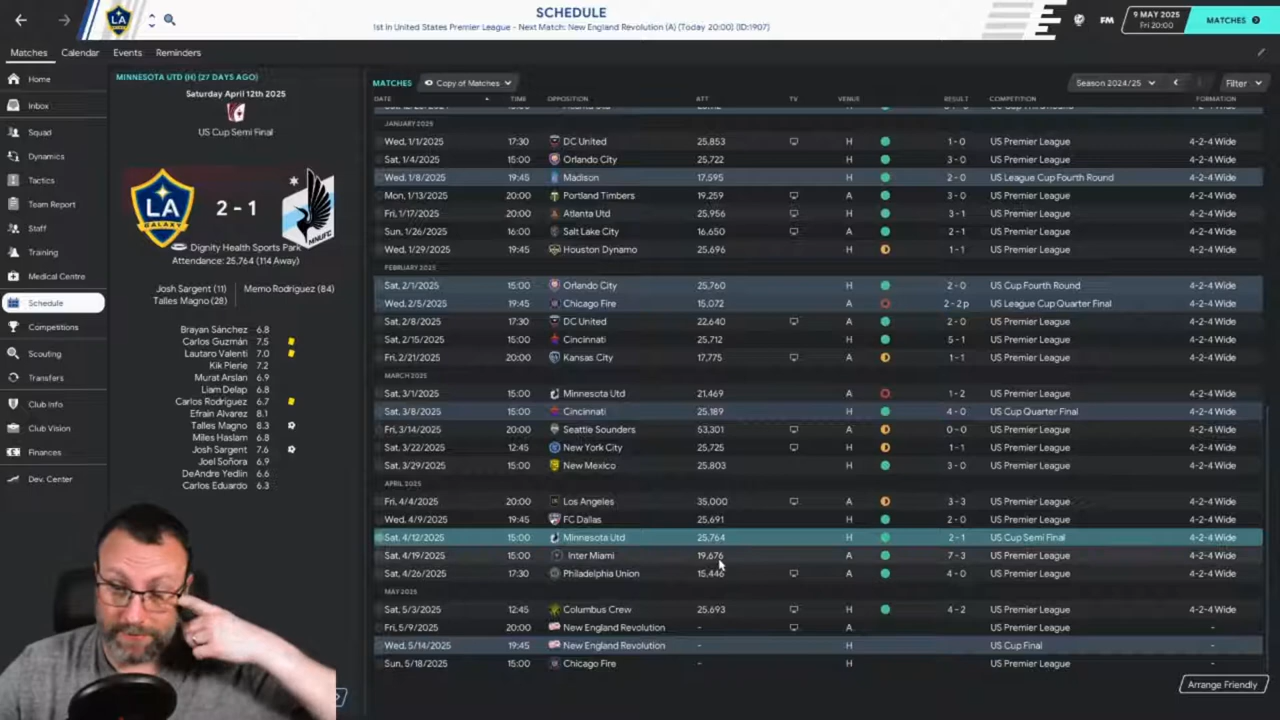 SCHEDULE
1st in United States Premier League - Next Match: New England Revolution (A) (Today 20:00) (ID:1907)
FM
9 MAY 2025
Fri 20:00
MATCHES
Matches Calendar Events Reminders
Home
Inbox
Squad
Dynamics
Tactics
Team Report
Staff
Training
Medical Centre
Schedule
Competitions
Scouting
Transfers
Club Info
Club Vision
Finances
Dev. Center
MINNESOTA UTD (H) (27 DAYS AGO)
Saturday April 12th 2025
US Cup Semi Final
LA GALAXY
2 - 1
MNUFC
Dignity Health Sports Park
Attendance: 25,764 (114 Away)
Josh Sargent (11) Memo Rodriguez (84)
Talles Magno (28)
Brayan Sánchez 6.8
Carlos Guzmán 7.5
Lautaro Valenti 7.0
Kik Pierie 7.2
Murat Arslan 6.9
Liam Delap 6.8
Carlos Rodriguez 6.7
Efrain Alvarez 8.1
Talles Magno 8.3
Miles Haslam 6.8
Josh Sargent 7.6
Joel Soñora 6.9
DeAndre Yedlin 6.6
Carlos Eduardo 6.3
MATCHES Copy of Matches Season 2024/25 Filter
DATE TIME OPPOSITION ATT TV VENUE RESULT COMPETITION FORMATION
JANUARY 2025
Wed, 1/1/2025 17:30 DC United 25,853 H 1 - 0 US Premier League 4-2-4 Wide
Sat, 1/4/2025 15:00 Orlando City 25,722 H 3 - 0 US Premier League 4-2-4 Wide
Wed, 1/8/2025 19:45 Madison 17,595 H 2 - 0 US League Cup Fourth Round 4-2-4 Wide
Mon, 1/13/2025 20:00 Portland Timbers 19,259 A 3 - 0 US Premier League 4-2-4 Wide
Fri, 1/17/2025 20:00 Atlanta Utd 25,956 H 3 - 1 US Premier League 4-2-4 Wide
Sun, 1/26/2025 16:00 Salt Lake City 16,650 A 2 - 1 US Premier League 4-2-4 Wide
Wed, 1/29/2025 19:45 Houston Dynamo 25,696 H 1 - 1 US Premier League 4-2-4 Wide
FEBRUARY 2025
Sat, 2/1/2025 15:00 Orlando City 25,760 H 2 - 0 US Cup Fourth Round 4-2-4 Wide
Wed, 2/5/2025 19:45 Chicago Fire 15,072 A 2 - 2 p US League Cup Quarter Final 4-2-4 Wide
Sat, 2/8/2025 17:30 DC United 22,640 A 2 - 0 US Premier League 4-2-4 Wide
Sat, 2/15/2025 15:00 Cincinnati 25,712 H 5 - 1 US Premier League 4-2-4 Wide
Fri, 2/21/2025 20:00 Kansas City 17,775 A 1 - 1 US Premier League 4-2-4 Wide
MARCH 2025
Sat, 3/1/2025 15:00 Minnesota Utd 21,469 A 1 - 2 US Premier League 4-2-4 Wide
Sat, 3/8/2025 15:00 Cincinnati 25,189 H 4 - 0 US Cup Quarter Final 4-2-4 Wide
Fri, 3/14/2025 20:00 Seattle Sounders 53,301 A 0 - 0 US Premier League 4-2-4 Wide
Sat, 3/22/2025 12:45 New York City 25,725 H 1 - 1 US Premier League 4-2-4 Wide
Sat, 3/29/2025 15:00 New Mexico 25,803 H 3 - 0 US Premier League 4-2-4 Wide
APRIL 2025
Fri, 4/4/2025 20:00 Los Angeles 35,000 A 3 - 3 US Premier League 4-2-4 Wide
Wed, 4/9/2025 19:45 FC Dallas 25,691 H 2 - 0 US Premier League 4-2-4 Wide
Sat, 4/12/2025 15:00 Minnesota Utd 25,764 H 2 - 1 US Cup Semi Final 4-2-4 Wide
Sat, 4/19/2025 15:00 Inter Miami 19,676 A 7 - 3 US Premier League 4-2-4 Wide
Sat, 4/26/2025 17:30 Philadelphia Union 15,446 A 4 - 0 US Premier League 4-2-4 Wide
MAY 2025
Sat, 5/3/2025 12:45 Columbus Crew 25,693 H 4 - 2 US Premier League 4-2-4 Wide
Fri, 5/9/2025 20:00 New England Revolution - A US Premier League -
Wed, 5/14/2025 19:45 New England Revolution - H US Cup Final -
Sun, 5/18/2025 15:00 Chicago Fire - H US Premier League -
Arrange Friendly